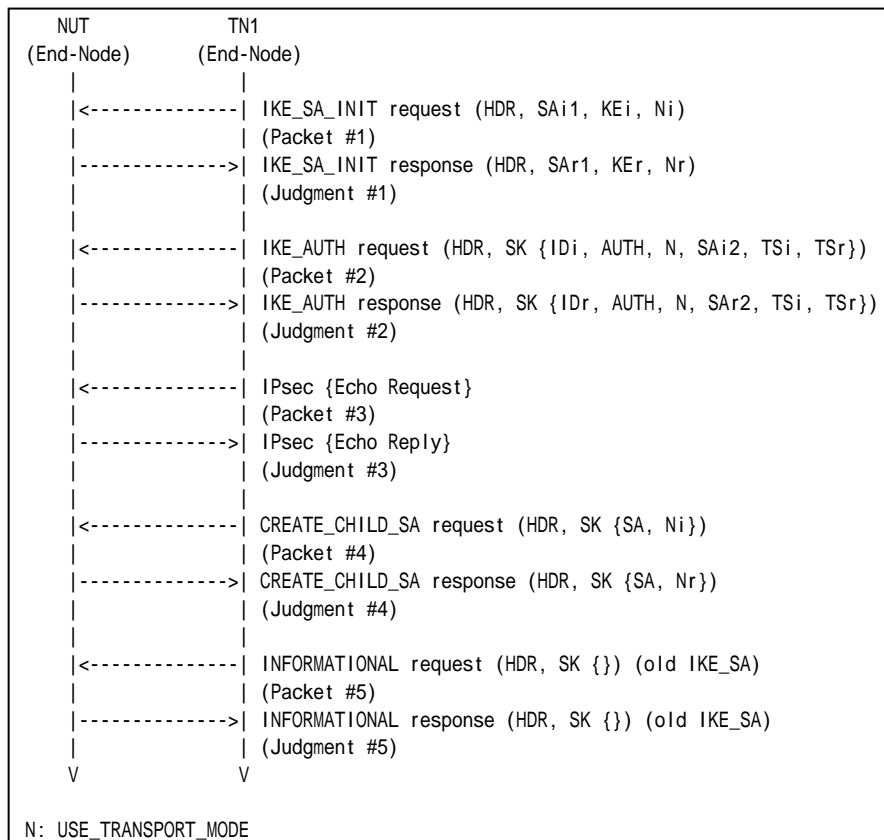 NUT TN1
(End-Node) (End-Node)
| |
|<--------------| IKE_SA_INIT request (HDR, SAi1, KEi, Ni)
| | (Packet #1)
|-------------->| IKE_SA_INIT response (HDR, SAr1, KEr, Nr)
| | (Judgment #1)
| |
|<--------------| IKE_AUTH request (HDR, SK {IDi, AUTH, N, SAi2, TSi, TSr})
| | (Packet #2)
|-------------->| IKE_AUTH response (HDR, SK {IDr, AUTH, N, SAr2, TSi, TSr})
| | (Judgment #2)
| |
|<--------------| IPsec {Echo Request}
| | (Packet #3)
|-------------->| IPsec {Echo Reply}
| | (Judgment #3)
| |
|<--------------| CREATE_CHILD_SA request (HDR, SK {SA, Ni})
| | (Packet #4)
|-------------->| CREATE_CHILD_SA response (HDR, SK {SA, Nr})
| | (Judgment #4)
| |
|<--------------| INFORMATIONAL request (HDR, SK {}) (old IKE_SA)
| | (Packet #5)
|-------------->| INFORMATIONAL response (HDR, SK {}) (old IKE_SA)
| | (Judgment #5)
V V
N: USE_TRANSPORT_MODE